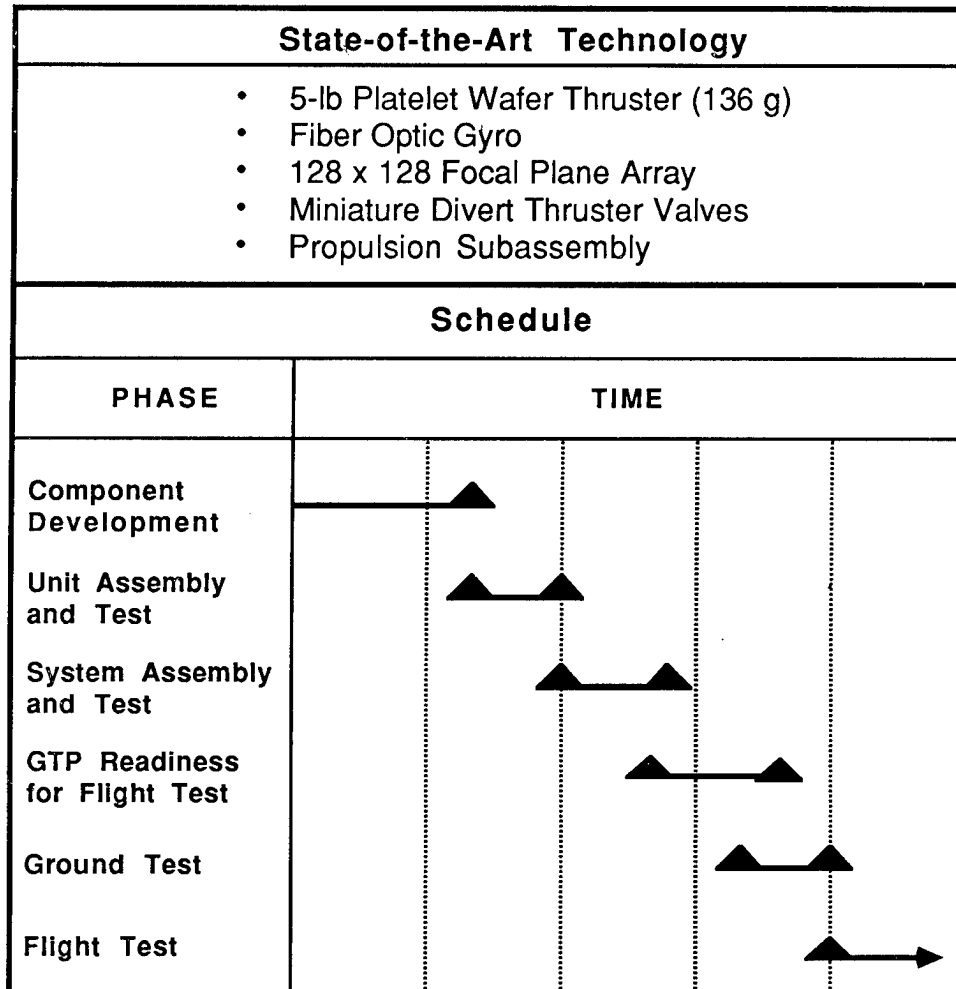 State-of-the-Art Technology
• 5-lb Platelet Wafer Thruster (136 g)
• Fiber Optic Gyro
• 128 x 128 Focal Plane Array
• Miniature Divert Thruster Valves
• Propulsion Subassembly
Schedule
PHASE
TIME
Component
Development
Unit Assembly
and Test
System Assembly
and Test
GTP Readiness
for Flight Test
Ground Test
Flight Test